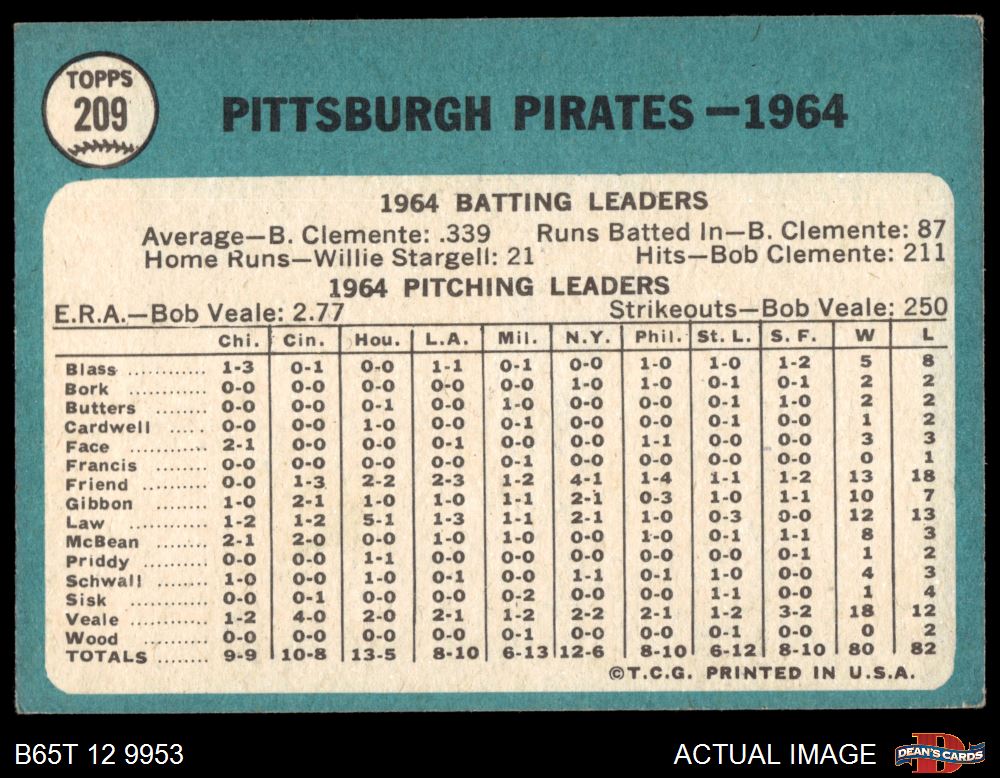 TOPPS
209
PITTSBURGH PIRATES—1964
1964 BATTING LEADERS
Average—B. Clemente: .339 Runs Batted In—B. Clemente: 87
Home Runs—Willie Stargell: 21 Hits—Bob Clemente: 211
1964 PITCHING LEADERS
E.R.A.—Bob Veale: 2.77 Strikeouts—Bob Veale: 250
Chi. Cin. Hou. L.A. Mil. N.Y. Phil. St. L. S. F. W L
Blass ............ 1-3 0-1 0-0 1-1 0-1 0-0 1-0 1-0 1-2 5 8
Bork ........... 0-0 0-0 0-0 0-0 0-0 1-0 1-0 0-1 0-1 2 2
Butters ........ 0-0 0-0 0-1 0-0 1-0 0-0 0-0 0-1 1-0 2 2
Cardwell ..... 0-0 0-0 1-0 0-0 0-0 0-0 0-0 0-1 0-1 1 2
Face ............ 2-1 0-0 0-0 0-1 0-0 0-0 1-1 0-0 0-0 3 3
Francis ........ 0-0 0-0 0-0 0-0 0-1 0-0 0-0 0-0 0-0 0 1
Friend ......... 0-0 1-3 2-2 2-3 1-2 4-1 1-4 1-1 1-2 13 18
Gibbon ........ 1-0 2-1 1-0 1-0 1-1 2-1 0-3 1-0 1-1 10 7
Law ............ 1-2 1-2 5-1 1-3 1-1 2-1 1-0 0-3 0-0 12 13
McBean ........ 2-1 2-0 0-0 1-0 1-0 0-0 1-0 0-1 1-1 8 3
Priddy ......... 0-0 0-0 1-1 0-0 0-0 0-0 0-0 0-0 0-1 1 2
Schwall ....... 1-0 0-0 1-0 0-1 0-0 1-1 0-1 1-0 0-0 4 3
Sisk ............ 0-0 0-1 0-0 0-0 0-2 0-0 0-0 1-1 0-0 1 4
Veale ........... 1-2 4-0 2-0 2-1 1-2 2-2 2-1 1-2 3-2 18 12
Wood .......... 0-0 0-0 0-0 0-0 0-1 0-0 0-0 0-1 0-0 0 2
TOTALS ........ 9-9 10-8 13-5 8-10 6-13 12-6 8-10 6-12 8-10 80 82
©T.C.G. PRINTED IN U.S.A.
B65T 12 9953 ACTUAL IMAGE DEAN'S CARDS